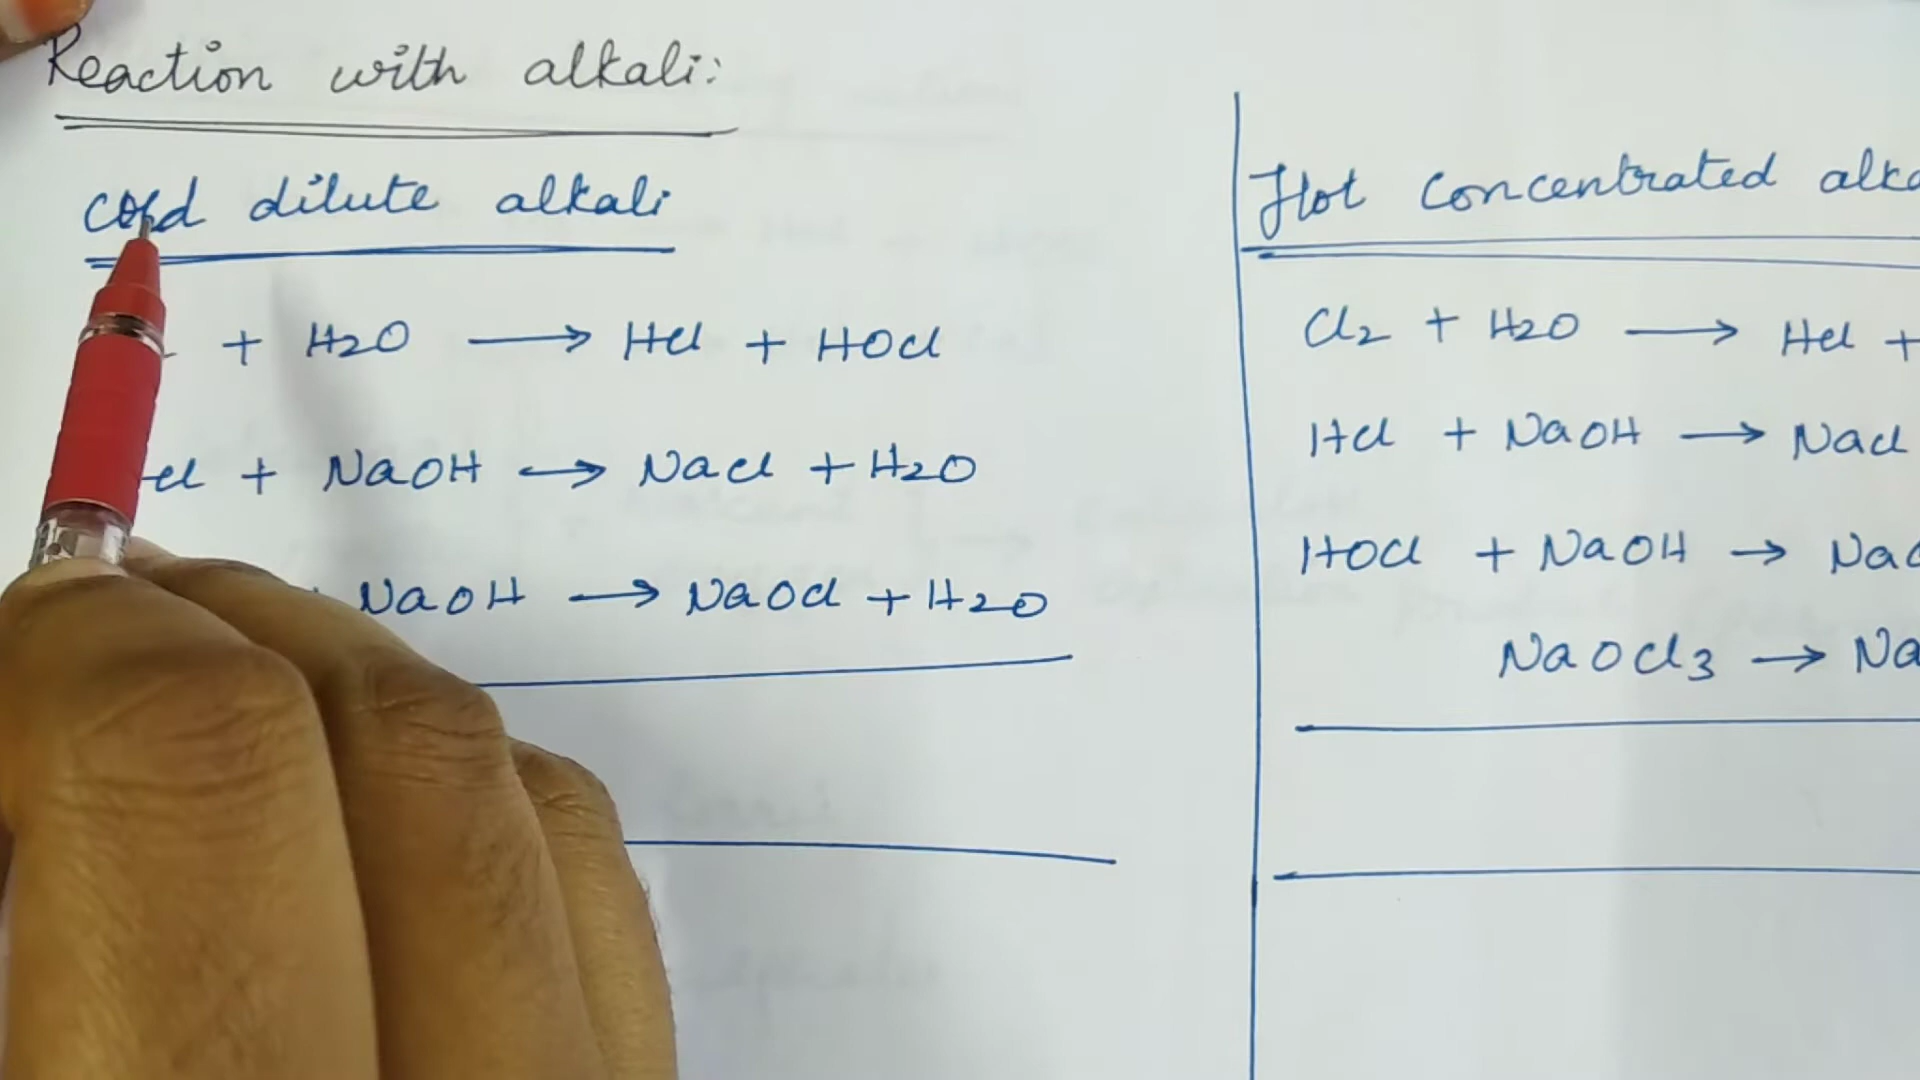 Reaction with alkali:
cold dilute alkali
+ H2O → HCl + HOCl
Cl + NaOH → NaCl + H2O
+ NaOH → NaOCl + H2O
Hot Concentrated
Cl2 + H2O → HCl +
HCl + NaOH → NaCl
HOCl + NaOH →
NaOCl3 →